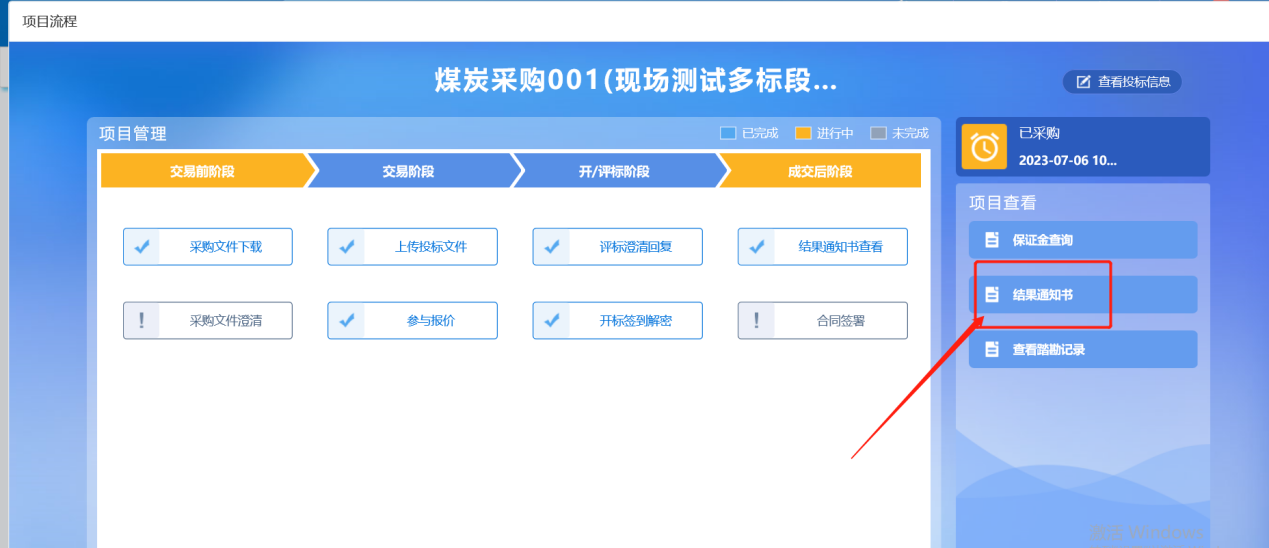 项目流程
煤炭采购001(现场测试多标段...
查看投标信息
项目管理
已完成
进行中
未完成
交易前阶段
交易阶段
开/评标阶段
成交后阶段
采购文件下载
上传投标文件
评标澄清回复
结果通知书查看
采购文件澄清
参与报价
开标签到解密
合同签署
已采购
2023-07-06 10...
项目查看
保证金查询
结果通知书
查看踏勘记录
激活 Windows